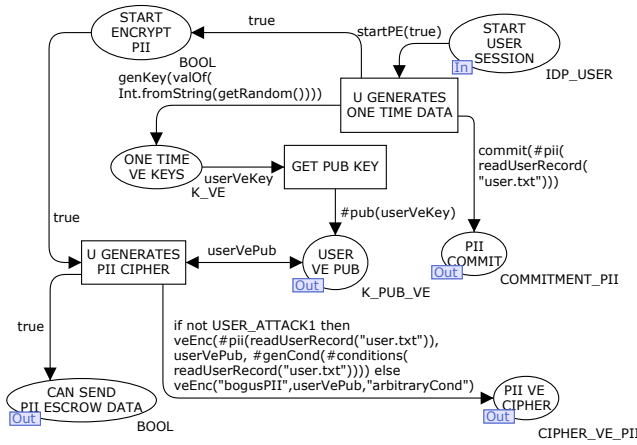 START
ENCRYPT
PII
BOOL
true
startPE(true)
START
USER
SESSION
In
IDP_USER
genKey(valOf(
Int.fromString(getRandom())))
U GENERATES
ONE TIME DATA
ONE TIME
VE KEYS
K_VE
userVeKey
GET PUB KEY
commit(#pii(
readUserRecord(
"user.txt")))
true
#pub(userVeKey)
U GENERATES
PII CIPHER
userVePub
USER
VE PUB
Out
K_PUB_VE
PII
COMMIT
Out
COMMITMENT_PII
true
if not USER_ATTACK1 then
veEnc(#pii(readUserRecord("user.txt")),
userVePub, #genCond(#conditions(
readUserRecord("user.txt")))) else
veEnc("bogusPII",userVePub,"arbitraryCond")
CAN SEND
PII ESCROW DATA
Out
BOOL
PII VE
CIPHER
Out
CIPHER_VE_PII